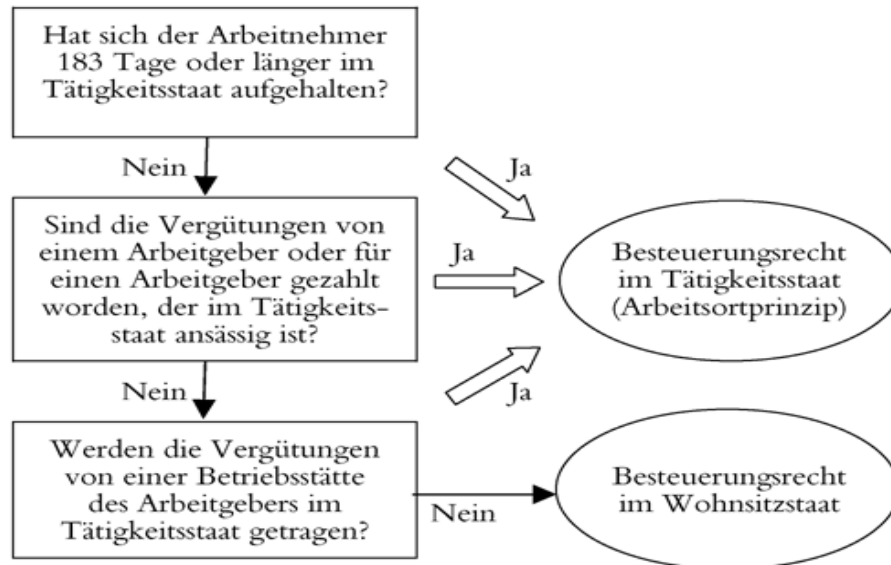 Hat sich der Arbeitnehmer
183 Tage oder länger im
Tätigkeitsstaat aufgehalten?
Nein
Ja
Sind die Vergütungen von
einem Arbeitgeber oder für
einen Arbeitgeber gezahlt
worden, der im Tätigkeits-
staat ansässig ist?
Ja
Besteuerungsrecht
im Tätigkeitsstaat
(Arbeitsortprinzip)
Nein
Ja
Werden die Vergütungen
von einer Betriebsstätte
des Arbeitgebers im
Tätigkeitsstaat getragen?
Nein
Besteuerungsrecht
im Wohnsitzstaat